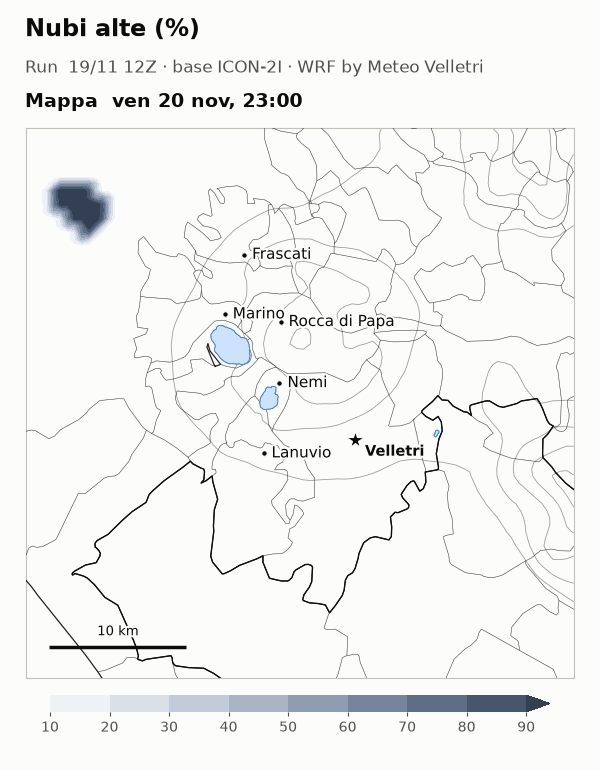 Nubi alte (%)
Run  19/11 12Z · base ICON-2I · WRF by Meteo Velletri
Mappa  ven 20 nov, 23:00
Frascati
Marino
Rocca di Papa
Nemi
Velletri
Lanuvio
10 km
10 20 30 40 50 60 70 80 90